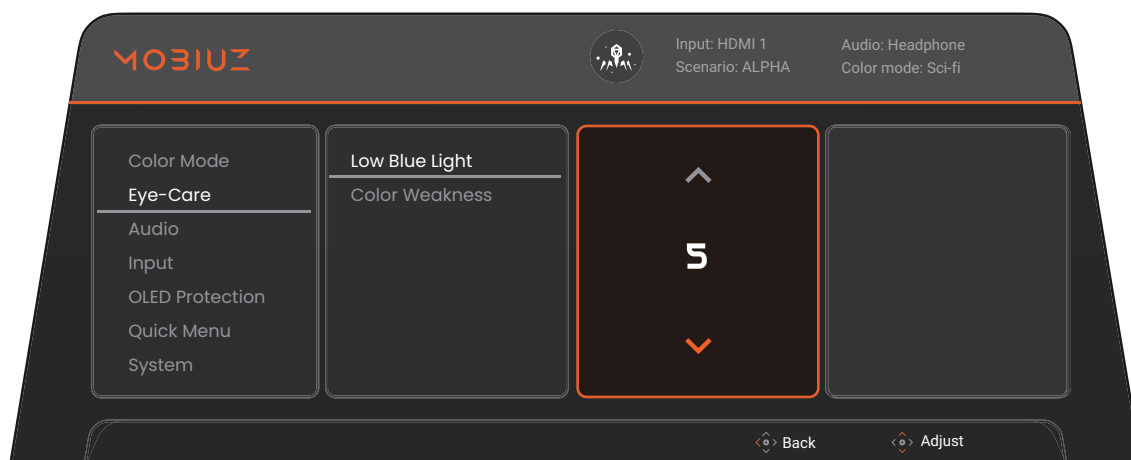 MOBIUZ
Input: HDMI 1
Scenario: ALPHA
Audio: Headphone
Color mode: Sci-fi
Color Mode
Eye-Care
Audio
Input
OLED Protection
Quick Menu
System
Low Blue Light
Color Weakness
5
Back
Adjust